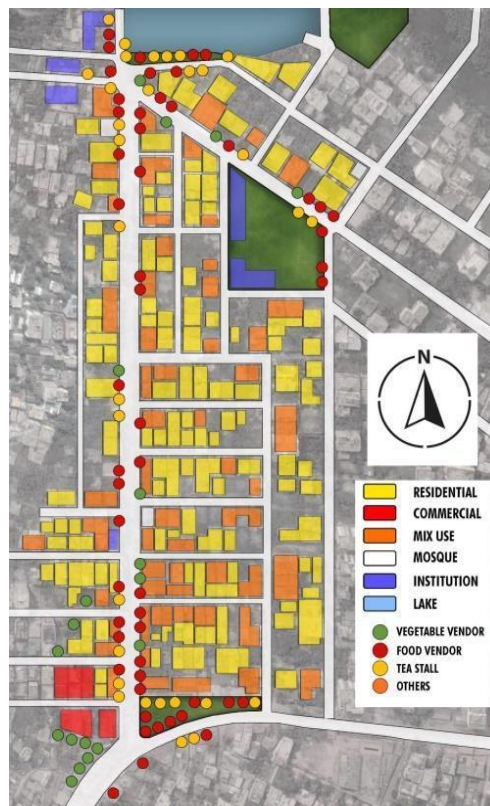 N
RESIDENTIAL
COMMERCIAL
MIX USE
MOSQUE
INSTITUTION
LAKE
VEGETABLE VENDOR
FOOD VENDOR
TEA STALL
OTHERS